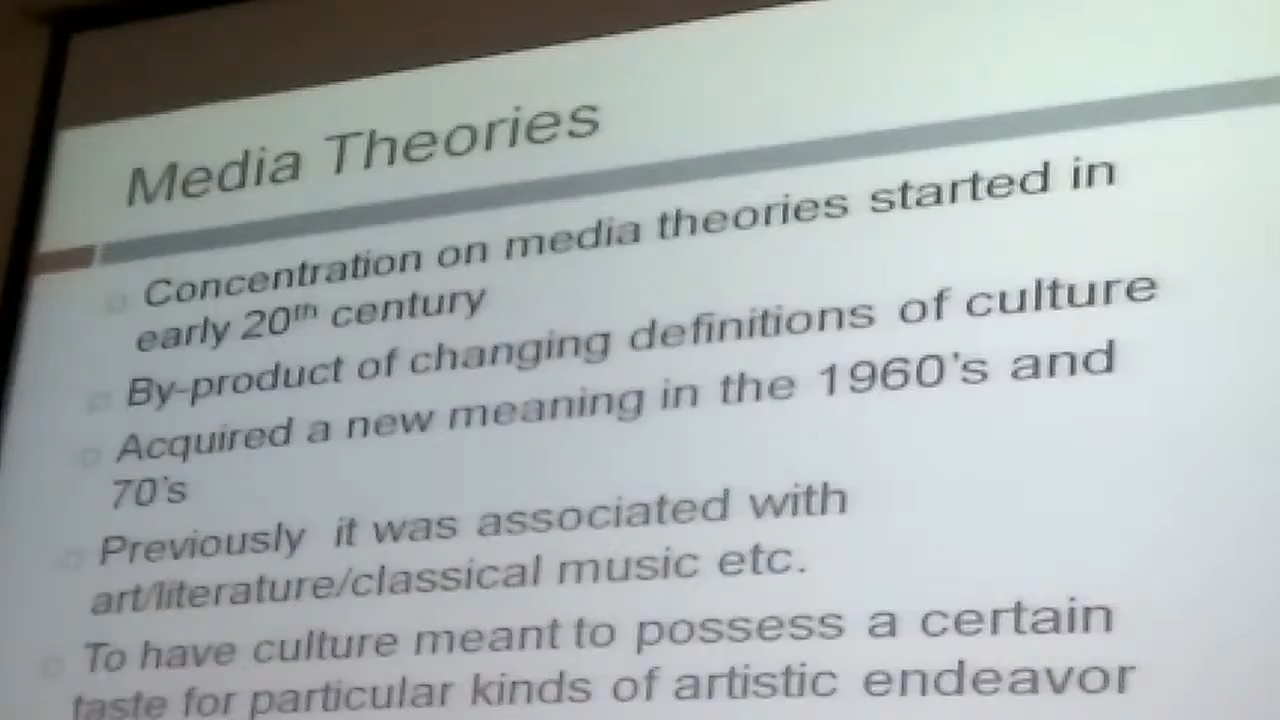 Media Theories
Concentration on media theories started in
early 20th century
By-product of changing definitions of culture
Acquired a new meaning in the 1960's and
70's
Previously it was associated with
art/literature/classical music etc.
To have culture meant to possess a certain
taste for particular kinds of artistic endeavor